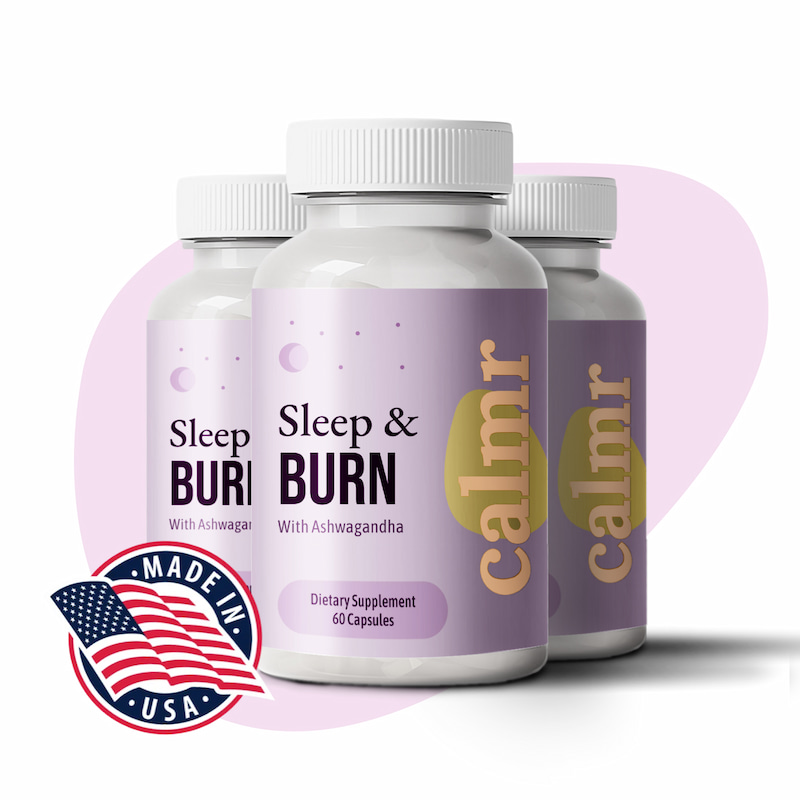 Sleep &
BURN
With Ashwagandha
Dietary Supplement
60 Capsules
calmr
Sleep
BUR
With Ashwagan
calmr
MADE IN
USA